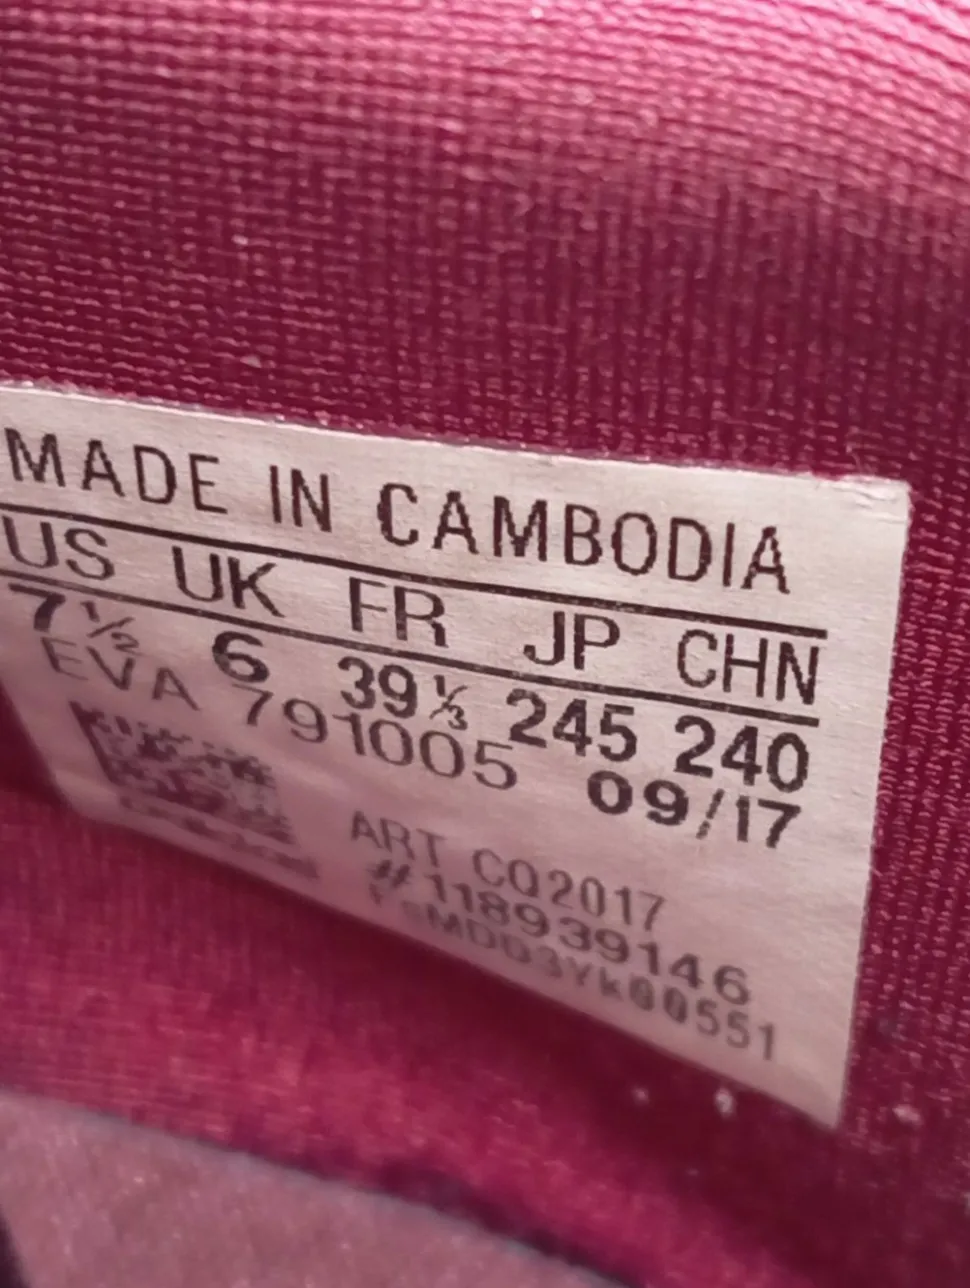 MADE IN CAMBODIA
US UK FR JP CHN
7½ 6 39⅓ 245 240
EVA 791005 09/17
ART CQ2017
#118939146